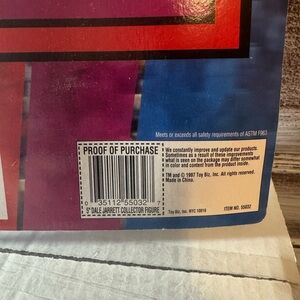 Meets or exceeds all safety requirements of ASTM F963
PROOF OF PURCHASE
We constantly improve and update our products.
Sometimes as a result of these improvements
what is seen on the package may differ somewhat
in color and content from the product inside.
TM and © 1997 Toy Biz, Inc. All rights reserved.
Made in China.
0 35112 55032 7
5" DALE JARRETT COLLECTOR FIGURE
Toy Biz, Inc. NYC 10016
ITEM NO. 55032